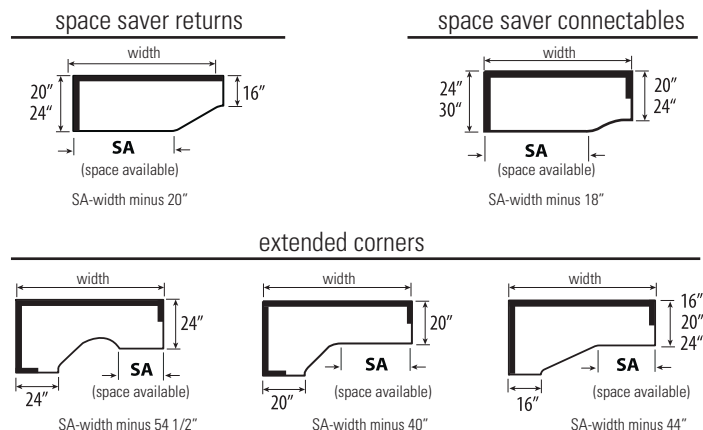 space saver returns
width
20”
24“
16”
SA
(space available)
SA-width minus 20”
space saver connectables
width
24”
30“
20”
24“
SA
(space available)
SA-width minus 18”
extended corners
width
24”
SA
24”
(space available)
SA-width minus 54 1/2”
width
20”
SA
20”
(space available)
SA-width minus 40”
width
16”
20”
24“
SA
16”
(space available)
SA-width minus 44”